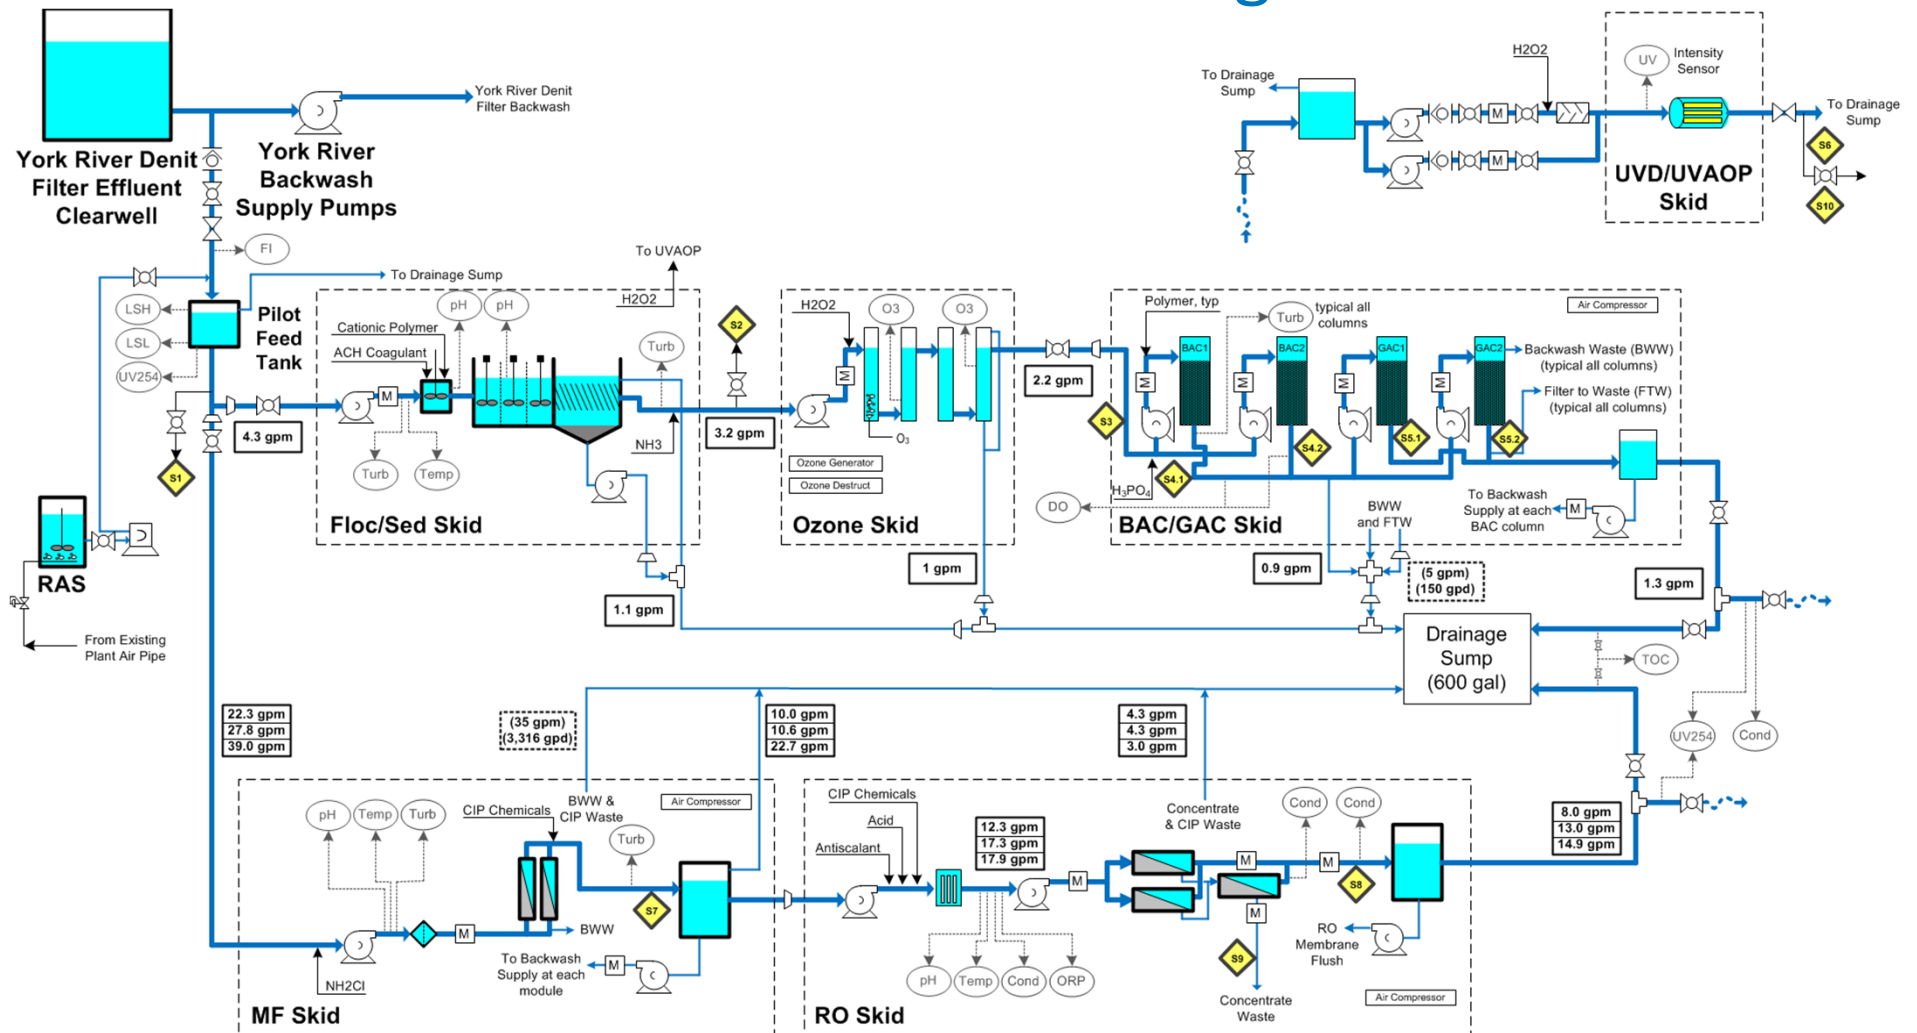 g
York River Denit
Filter Effluent
Clearwell
York River
Backwash
Supply Pumps
York River Denit
Filter Backwash
To Drainage
Sump
H2O2
UV
Intensity
Sensor
To Drainage
Sump
S6
S10
UVD/UVAOP
Skid
FI
To Drainage Sump
LSH
LSL
UV254
Pilot
Feed
Tank
S1
4.3 gpm
RAS
From Existing
Plant Air Pipe
To UVAOP
H2O2
pH
pH
Cationic Polymer
ACH Coagulant
M
Turb
Temp
Turb
NH3
Floc/Sed Skid
S2
3.2 gpm
1.1 gpm
H2O2
O3
O3
M
O3
Ozone Generator
Ozone Destruct
Ozone Skid
1 gpm
2.2 gpm
Polymer, typ
Turb
typical all
columns
Air Compressor
BAC1
BAC2
GAC1
GAC2
M
M
M
M
Backwash Waste (BWW)
(typical all columns)
Filter to Waste (FTW)
(typical all columns)
S3
S4.1
S4.2
S5.1
S5.2
H3PO4
DO
BWW
and FTW
To Backwash
Supply at each
BAC column
M
BAC/GAC Skid
0.9 gpm
(5 gpm)
(150 gpd)
1.3 gpm
Drainage
Sump
(600 gal)
TOC
UV254
Cond
22.3 gpm
27.8 gpm
39.0 gpm
(35 gpm)
(3,316 gpd)
10.0 gpm
10.6 gpm
22.7 gpm
4.3 gpm
4.3 gpm
3.0 gpm
pH
Temp
Turb
CIP Chemicals
BWW &
CIP Waste
Air Compressor
Turb
S7
M
BWW
To Backwash
Supply at each
module
M
NH2Cl
MF Skid
CIP Chemicals
Acid
Antiscalant
12.3 gpm
17.3 gpm
17.9 gpm
Concentrate
& CIP Waste
Cond
Cond
M
M
M
M
S8
S9
pH
Temp
Cond
ORP
RO
Membrane
Flush
Concentrate
Waste
Air Compressor
RO Skid
8.0 gpm
13.0 gpm
14.9 gpm
M
M